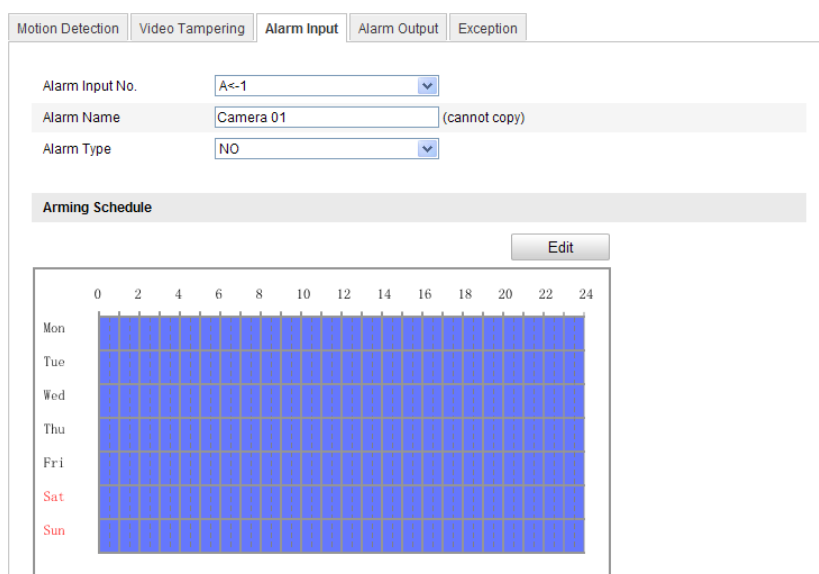 Motion Detection Video Tampering Alarm Input Alarm Output Exception
Alarm Input No. A<-1
Alarm Name Camera 01 (cannot copy)
Alarm Type NO
Arming Schedule
Edit
0 2 4 6 8 10 12 14 16 18 20 22 24
Mon
Tue
Wed
Thu
Fri
Sat
Sun